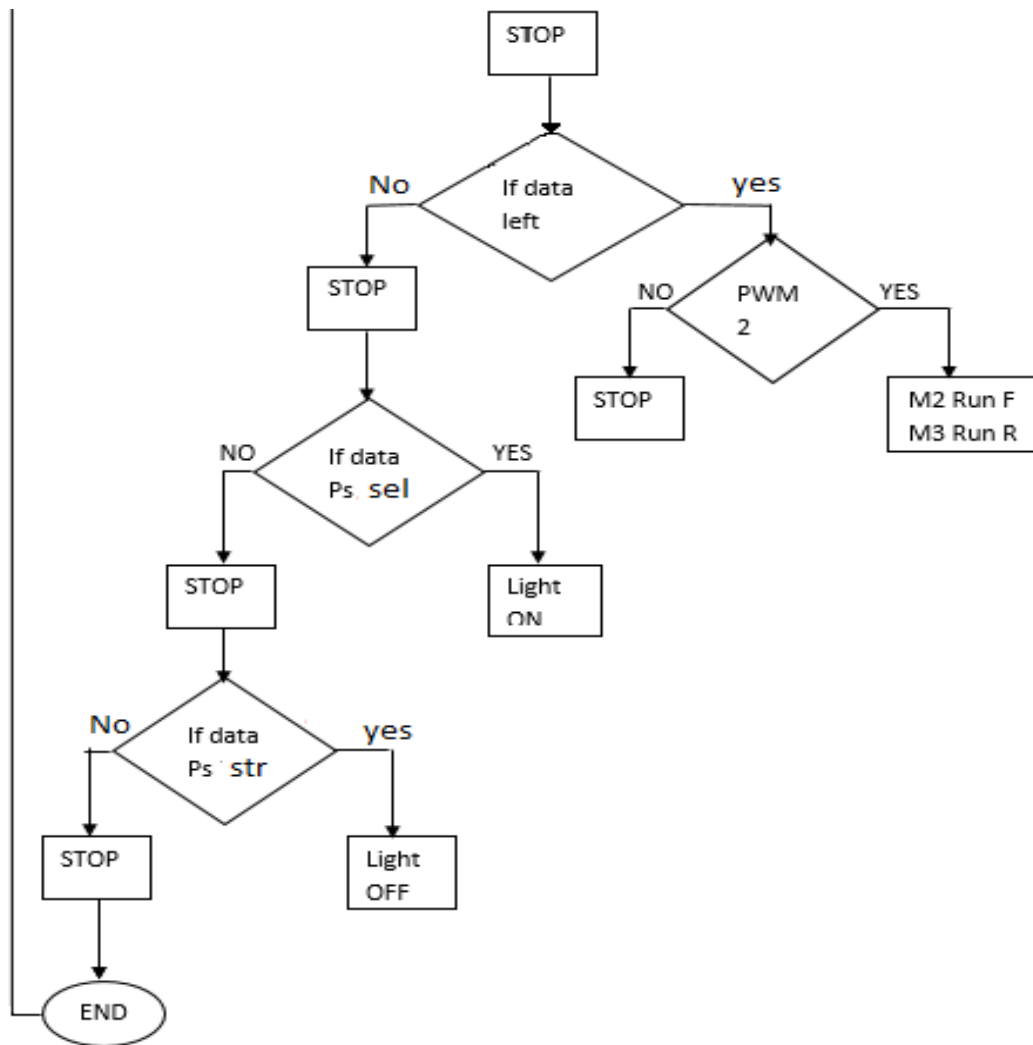 STOP
No
If data
left
yes
STOP
NO
PWM
2
YES
STOP
M2 Run F
M3 Run R
NO
If data
Ps sel
YES
STOP
Light
ON
No
If data
Ps str
yes
STOP
Light
OFF
END